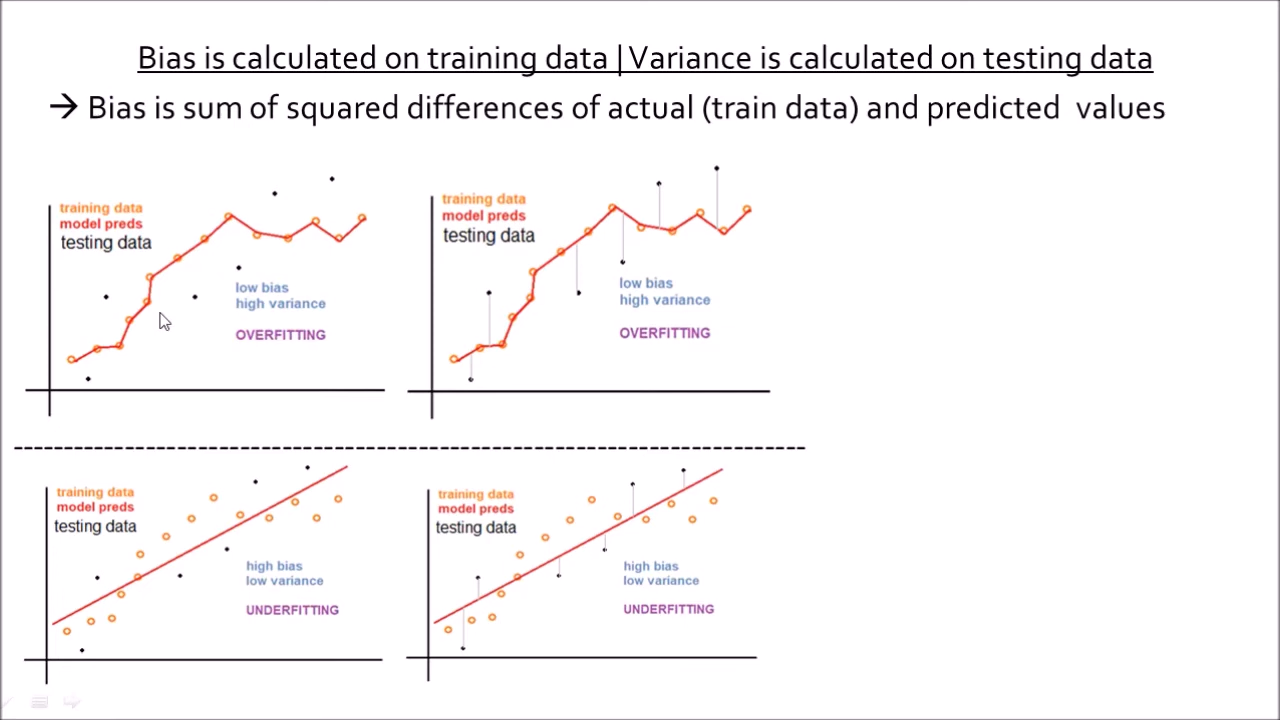 Bias is calculated on training data | Variance is calculated on testing data
→ Bias is sum of squared differences of actual (train data) and predicted values
training data
model preds
testing data
low bias
high variance
OVERFITTING
training data
model preds
testing data
low bias
high variance
OVERFITTING
training data
model preds
testing data
high bias
low variance
UNDERFITTING
training data
model preds
testing data
high bias
low variance
UNDERFITTING